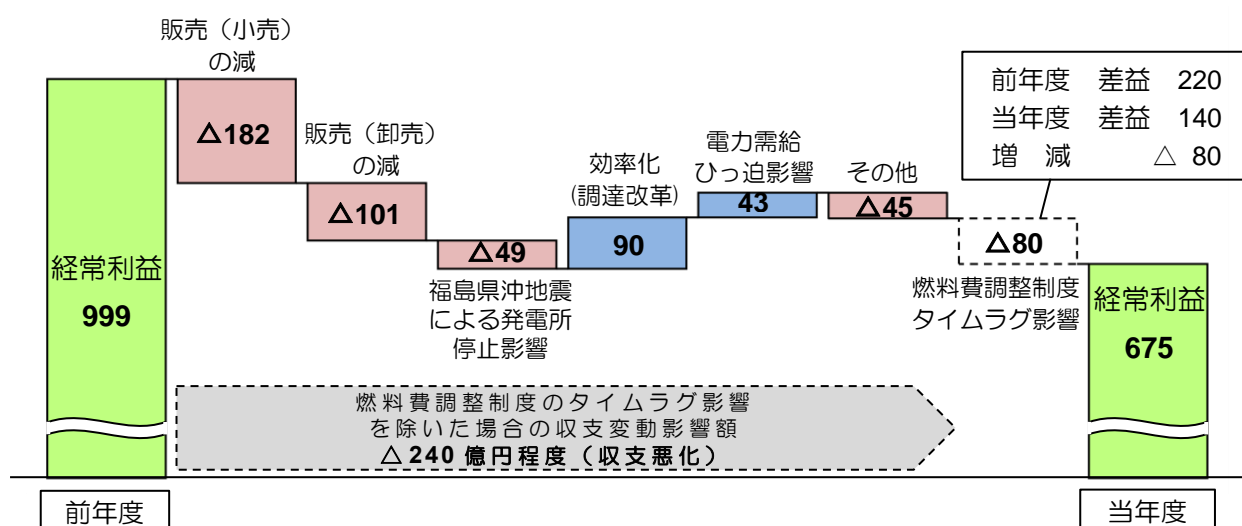 販売（小売）
の減
△182
販売（卸売）
の減
△101
△49
福島県沖地震
による発電所
停止影響
効率化
(調達改革)
90
電力需給
ひっ迫影響
43
その他
△45
前年度 差益 220
当年度 差益 140
増 減 △ 80
△80
燃料費調整制度
タイムラグ影響
経常利益
999
経常利益
675
燃料費調整制度のタイムラグ影響
を除いた場合の収支変動影響額
△240億円程度（収支悪化）
前年度
当年度